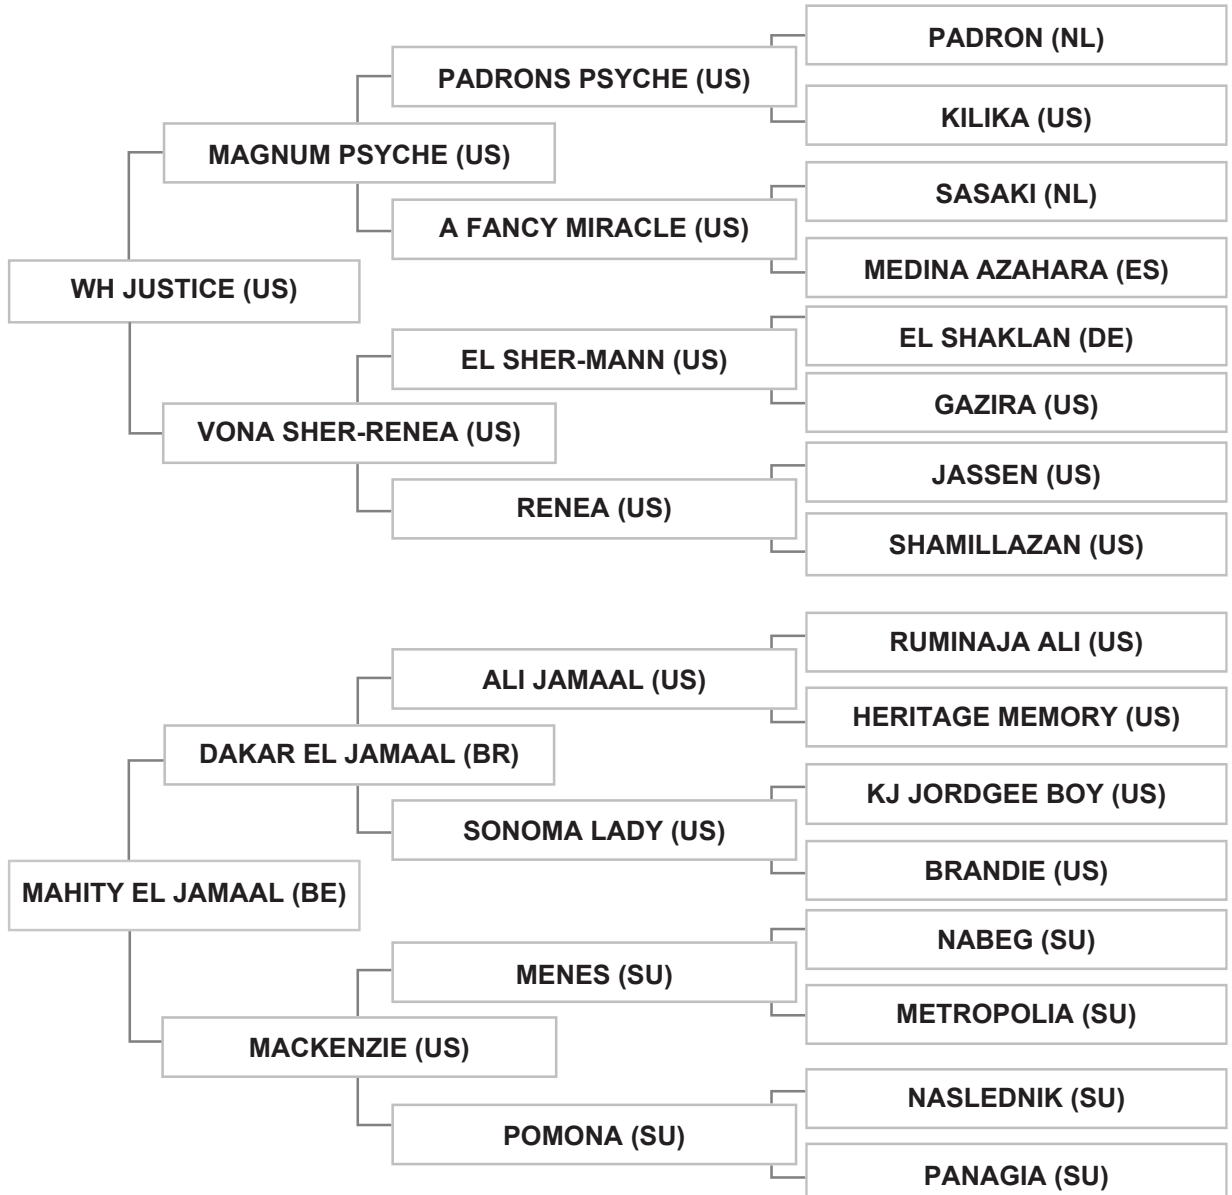 PADRON (NL)
PADRONS PSYCHE (US)
KILIKA (US)
MAGNUM PSYCHE (US)
SASAKI (NL)
A FANCY MIRACLE (US)
MEDINA AZAHARA (ES)
WH JUSTICE (US)
EL SHAKLAN (DE)
EL SHER-MANN (US)
GAZIRA (US)
VONA SHER-RENEA (US)
JASSEN (US)
RENEA (US)
SHAMILLAZAN (US)
RUMINAJA ALI (US)
ALI JAMAAL (US)
HERITAGE MEMORY (US)
DAKAR EL JAMAAL (BR)
KJ JORDGEE BOY (US)
SONOMA LADY (US)
BRANDIE (US)
MAHITY EL JAMAAL (BE)
NABEG (SU)
MENES (SU)
METROPOLIA (SU)
MACKENZIE (US)
NASLEDNIK (SU)
POMONA (SU)
PANAGIA (SU)